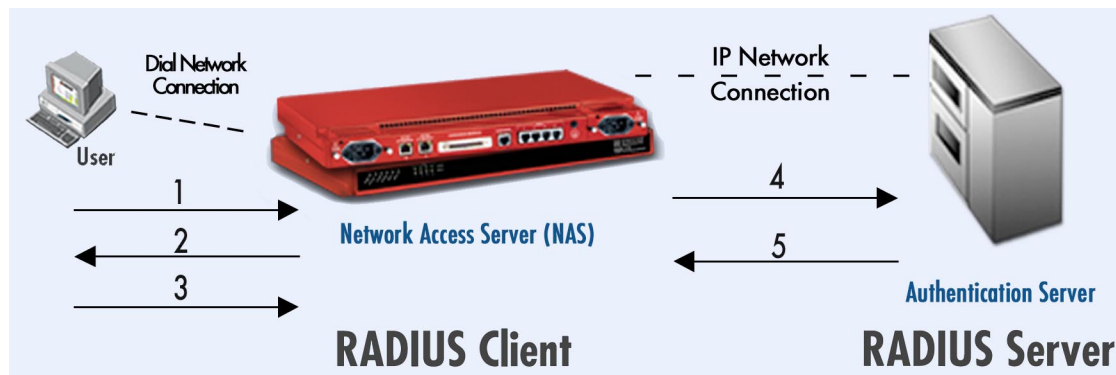 Dial Network
Connection
IP Network
Connection
User
1
2
3
4
5
Network Access Server (NAS)
Authentication Server
RADIUS Client
RADIUS Server